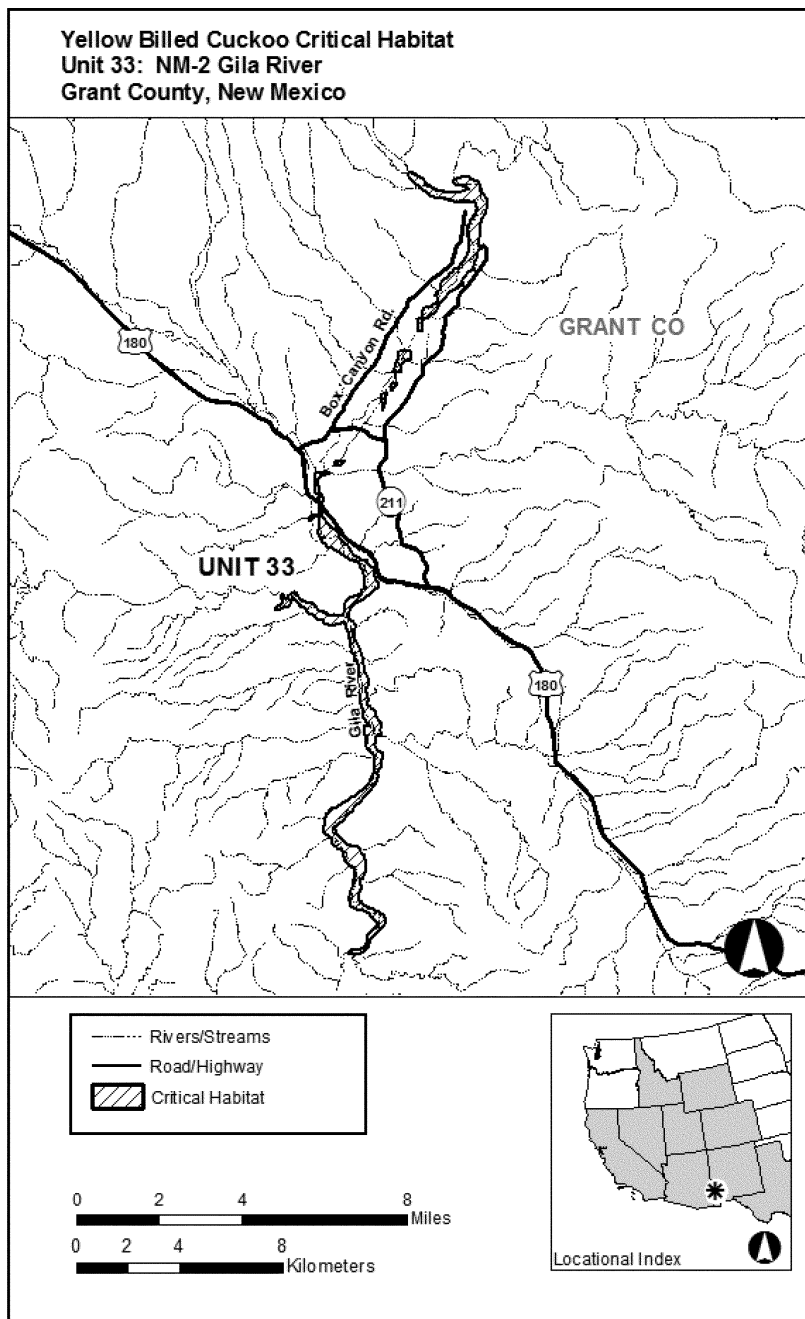 Yellow Billed Cuckoo Critical Habitat
Unit 33: NM-2 Gila River
Grant County, New Mexico
180
Box Canyon Rd.
GRANT CO
211
UNIT 33
Gila River
180
Rivers/Streams
Road/Highway
Critical Habitat
0 2 4 8
Miles
0 2 4 8
Kilometers
Locational Index